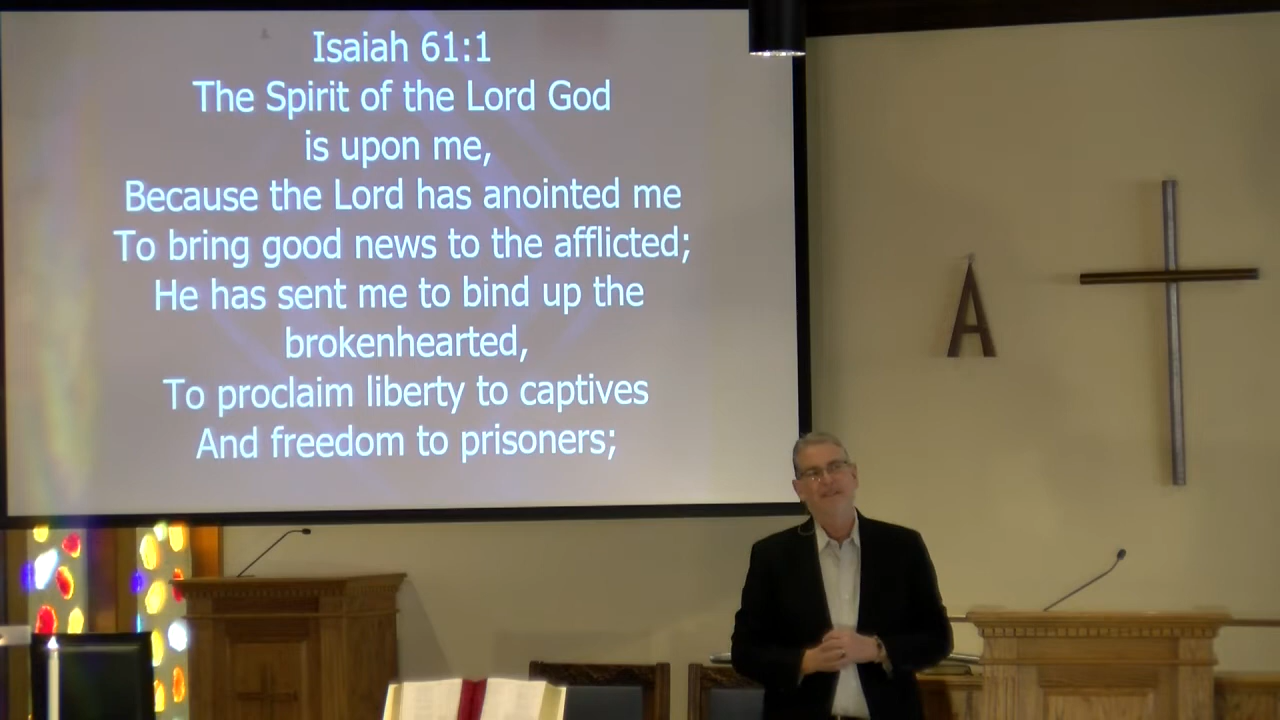 Isaiah 61:1
The Spirit of the Lord God
is upon me,
Because the Lord has anointed me
To bring good news to the afflicted;
He has sent me to bind up the
brokenhearted,
To proclaim liberty to captives
And freedom to prisoners;
A